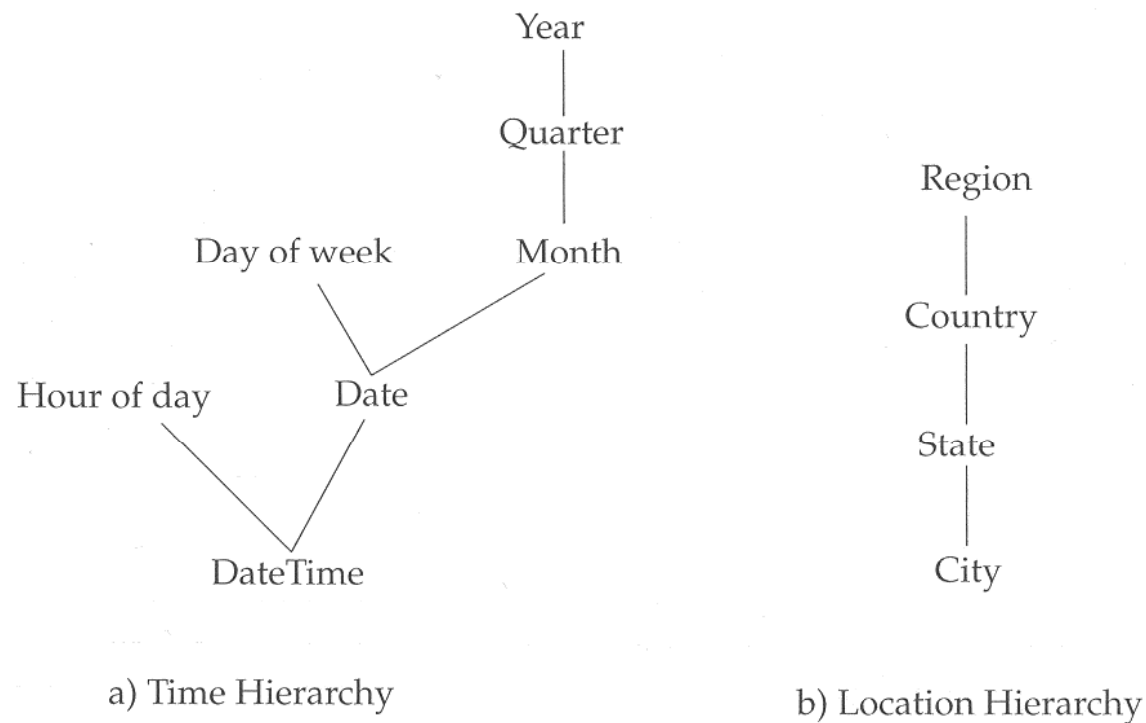 Year
Quarter
Region
Day of week
Month
Country
Hour of day
Date
State
DateTime
City
a) Time Hierarchy
b) Location Hierarchy